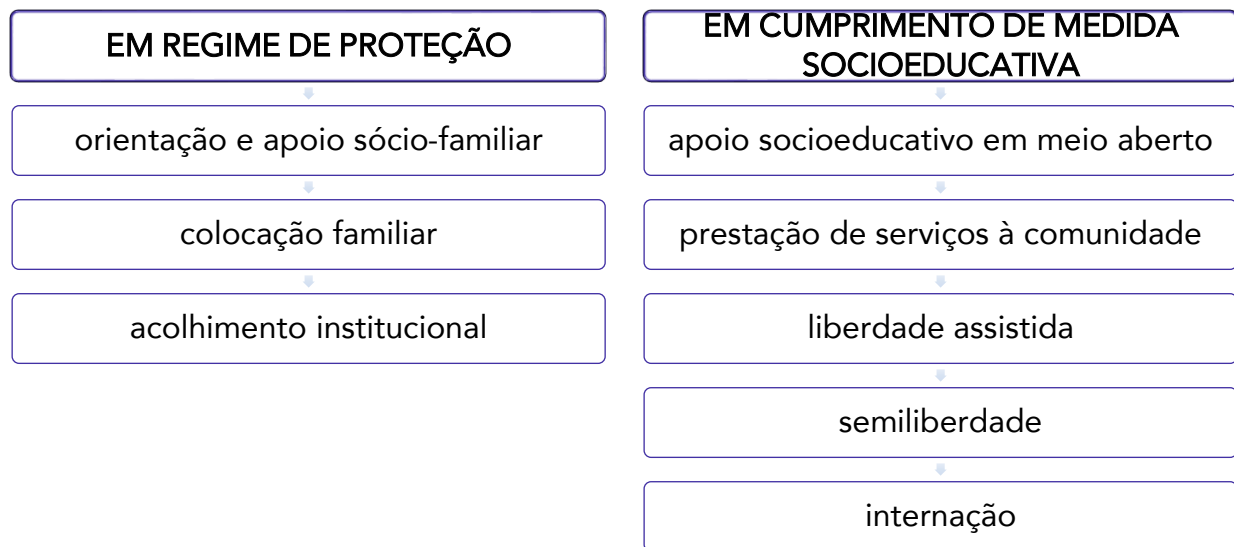 EM REGIME DE PROTEÇÃO
orientação e apoio sócio-familiar
colocação familiar
acolhimento institucional
EM CUMPRIMENTO DE MEDIDA
SOCIOEDUCATIVA
apoio socioeducativo em meio aberto
prestação de serviços à comunidade
liberdade assistida
semiliberdade
internação